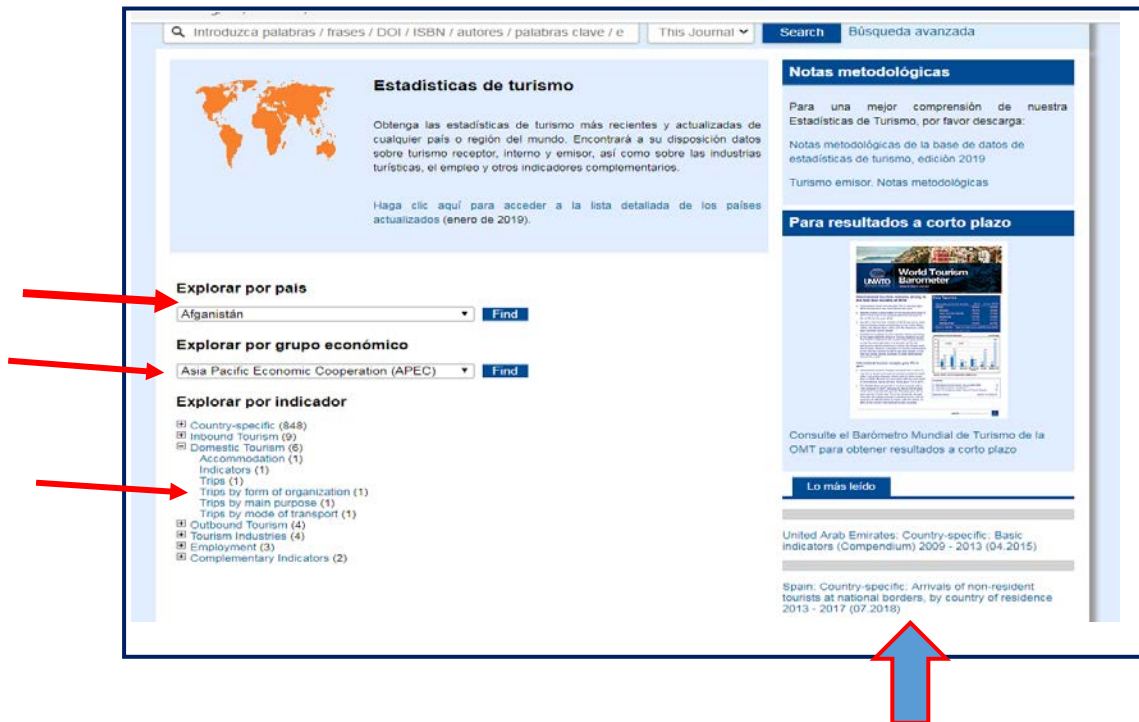 Introduzca palabras / frases / DOI / ISBN / autores / palabras clave / e
This Journal
Search
Búsqueda avanzada
Estadísticas de turismo
Obtenga las estadísticas de turismo más recientes y actualizadas de
cualquier país o región del mundo. Encontrará a su disposición datos
sobre turismo receptor, interno y emisor, así como sobre las industrias
turísticas, el empleo y otros indicadores complementarios.
Haga clic aquí para acceder a la lista detallada de los países
actualizados (enero de 2019).
Explorar por país
Afganistán
Find
Explorar por grupo económico
Asia Pacific Economic Cooperation (APEC)
Find
Explorar por indicador
Country-specific (848)
Inbound Tourism (9)
Domestic Tourism (6)
Accommodation (1)
Indicators (1)
Trips (1)
Trips by form of organization (1)
Trips by main purpose (1)
Trips by mode of transport (1)
Outbound Tourism (4)
Tourism Industries (4)
Employment (3)
Complementary Indicators (2)
Notas metodológicas
Para una mejor comprensión de nuestra
Estadísticas de Turismo, por favor descarga:
Notas metodológicas de la base de datos de
estadísticas de turismo, edición 2019
Turismo emisor. Notas metodológicas
Para resultados a corto plazo
UNWTO
World Tourism
Barometer
Consulte el Barómetro Mundial de Turismo de la
OMT para obtener resultados a corto plazo
Lo más leído
United Arab Emirates: Country-specific: Basic
indicators (Compendium) 2009 - 2013 (04.2015)
Spain: Country-specific: Arrivals of non-resident
tourists at national borders, by country of residence
2013 - 2017 (07.2018)